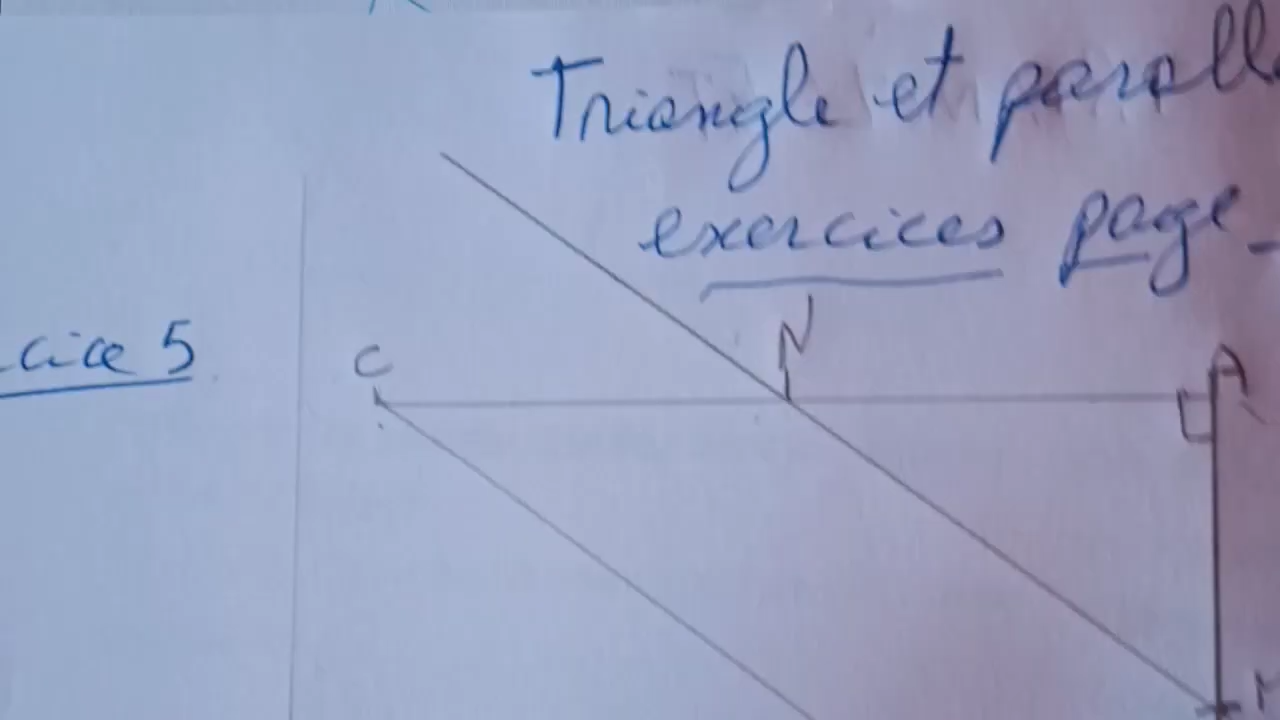 Triangle et parall
exercices page
cice 5
C
N
A